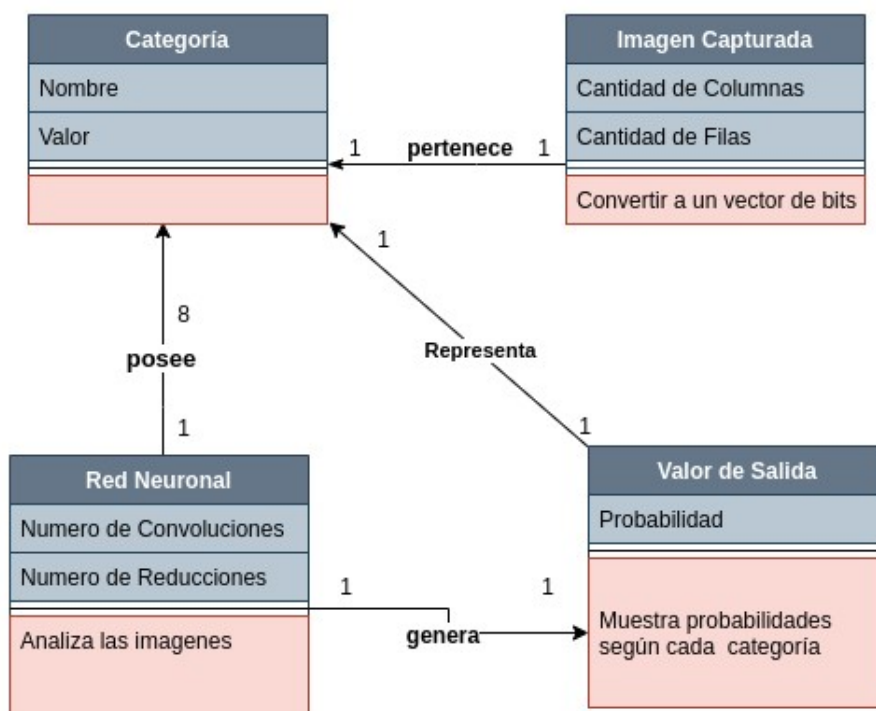 Categoría
Nombre
Valor
Imagen Capturada
Cantidad de Columnas
Cantidad de Filas
Convertir a un vector de bits
1
pertenece
1
1
8
posee
1
Representa
1
Red Neuronal
Numero de Convoluciones
Numero de Reducciones
Analiza las imagenes
1
genera
1
Valor de Salida
Probabilidad
Muestra probabilidades
según cada categoría